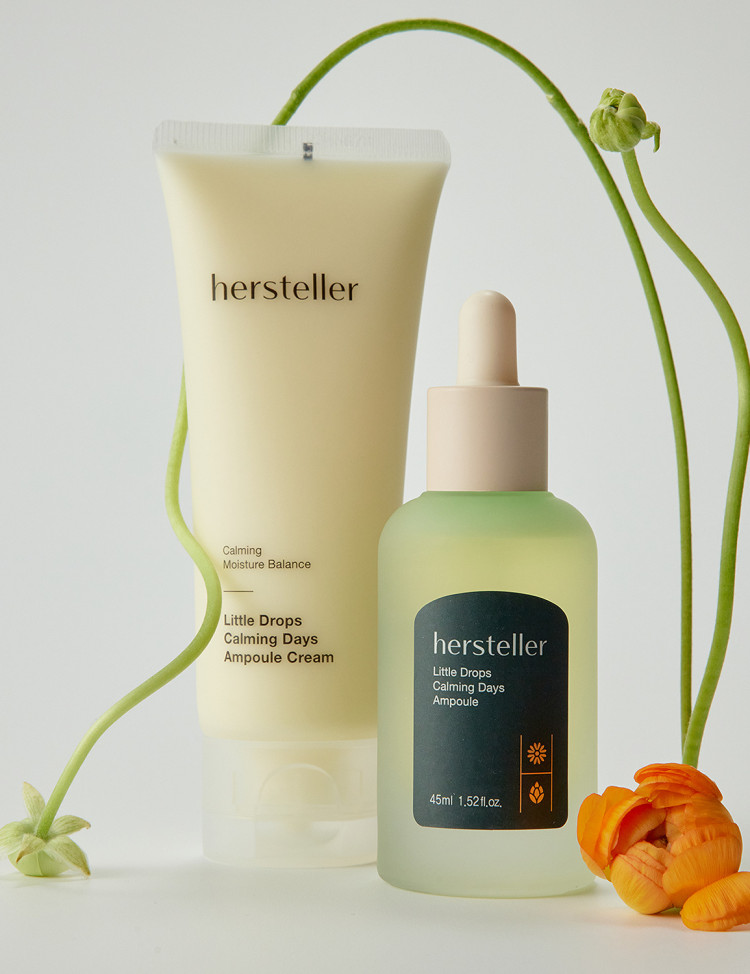 hersteller
Calming
Moisture Balance
Little Drops
Calming Days
Ampoule Cream
hersteller
Little Drops
Calming Days
Ampoule
45ml 1.52fl.oz.